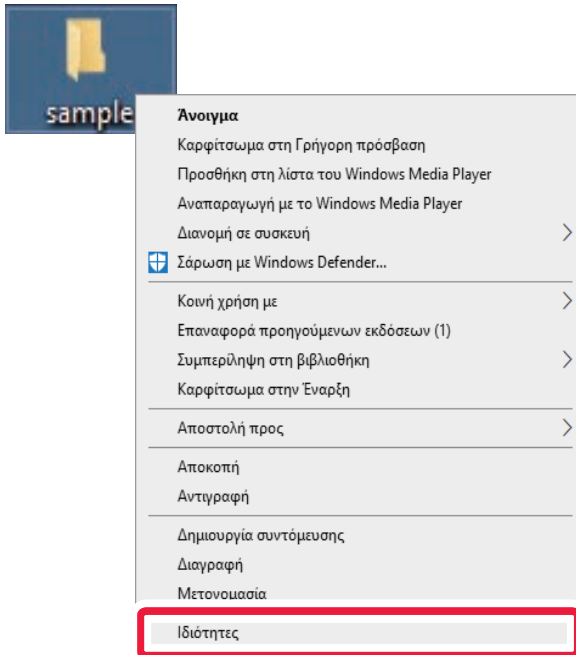 sample
Άνοιγμα
Καρφίτσωμα στη Γρήγορη πρόσβαση
Προσθήκη στη λίστα του Windows Media Player
Αναπαραγωγή με το Windows Media Player
Διανομή σε συσκευή
Σάρωση με Windows Defender...
Κοινή χρήση με
Επαναφορά προηγούμενων εκδόσεων (1)
Συμπερίληψη στη βιβλιοθήκη
Καρφίτσωμα στην Έναρξη
Αποστολή προς
Αποκοπή
Αντιγραφή
Δημιουργία συντόμευσης
Διαγραφή
Μετονομασία
Ιδιότητες